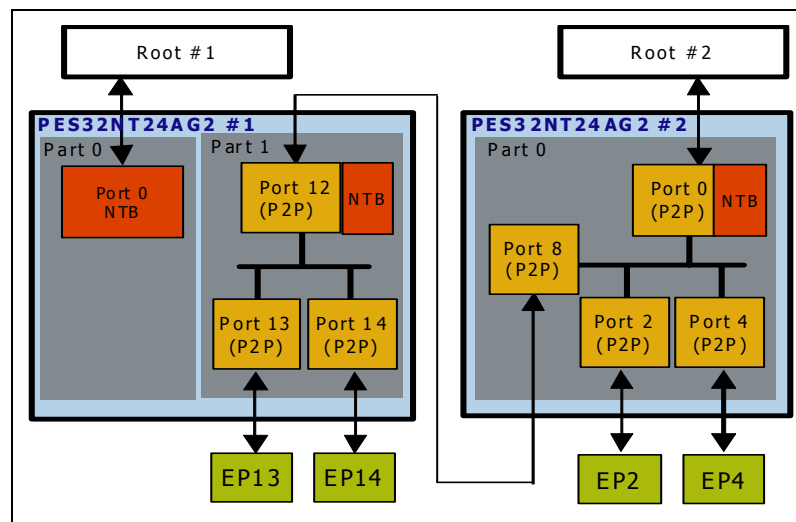 Root #1
Root #2
PES32NT24AG2 #1
Part 0
Part 1
Port 0
NTB
Port 12
(P2P)
NTB
Port 13
(P2P)
Port 14
(P2P)
EP13
EP14
PES32NT24AG2 #2
Part 0
Port 0
(P2P)
NTB
Port 8
(P2P)
Port 2
(P2P)
Port 4
(P2P)
EP2
EP4